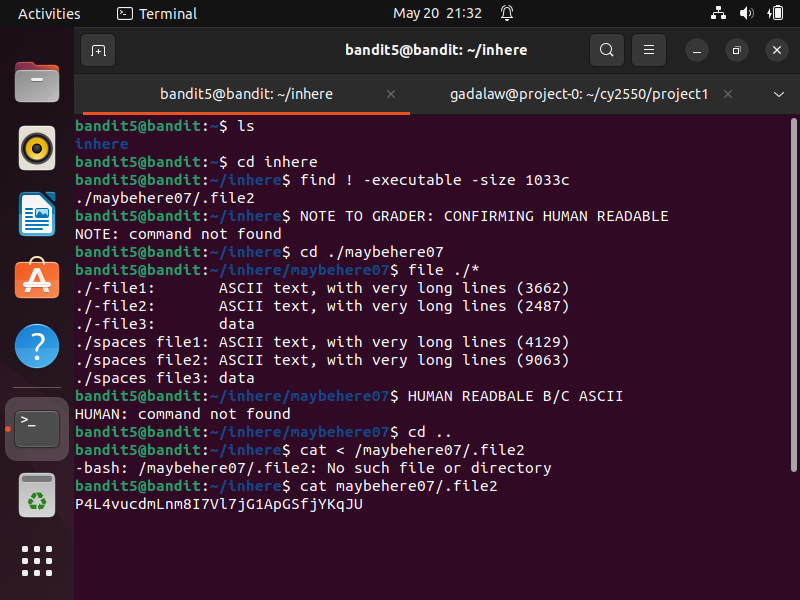 Activities Terminal May 20 21:32
bandit5@bandit: ~/inhere
bandit5@bandit: ~/inhere gadalaw@project-0: ~/cy2550/project1
bandit5@bandit:~$ ls
inhere
bandit5@bandit:~$ cd inhere
bandit5@bandit:~/inhere$ find ! -executable -size 1033c
./maybehere07/.file2
bandit5@bandit:~/inhere$ NOTE TO GRADER: CONFIRMING HUMAN READABLE
NOTE: command not found
bandit5@bandit:~/inhere$ cd ./maybehere07
bandit5@bandit:~/inhere/maybehere07$ file ./*
./-file1:       ASCII text, with very long lines (3662)
./-file2:       ASCII text, with very long lines (2487)
./-file3:       data
./spaces file1: ASCII text, with very long lines (4129)
./spaces file2: ASCII text, with very long lines (9063)
./spaces file3: data
bandit5@bandit:~/inhere/maybehere07$ HUMAN READBALE B/C ASCII
HUMAN: command not found
bandit5@bandit:~/inhere/maybehere07$ cd ..
bandit5@bandit:~/inhere$ cat < /maybehere07/.file2
-bash: /maybehere07/.file2: No such file or directory
bandit5@bandit:~/inhere$ cat maybehere07/.file2
P4L4vucdmLnm8I7Vl7jG1ApGSfjYKqJU